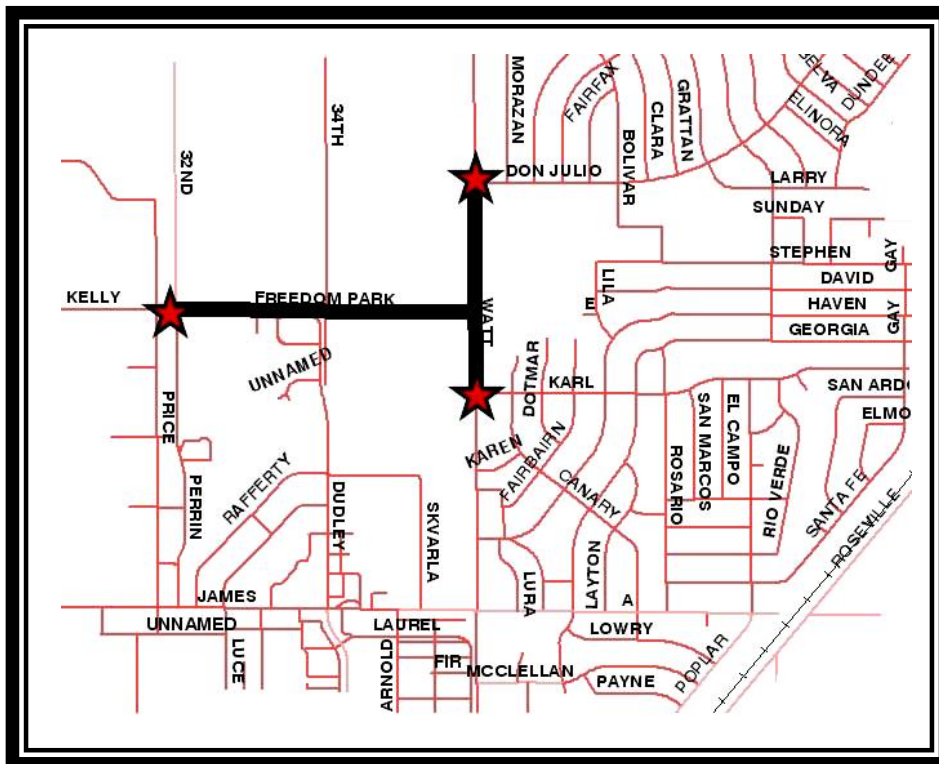 MORAZAN
FAIRFAX
SELVA
DUNDEE
ELINORA
34TH
32ND
CLARA
GRATTAN
BOLIVAR
DON JULIO
LARRY
SUNDAY
STEPHEN
GAY
DAVID
LILA
KELLY
FREEDOM PARK
WATT
E
HAVEN
GAY
GEORGIA
UNNAMED
DOTMAR
KARL
SAN ARD
ELMO
PRICE
SAN MARCOS
EL CAMPO
KAREN
FAIRBAIRN
RAFFERTY
PERRIN
DUDLEY
SKVARLA
CANARY
ROSARIO
RIO VERDE
SANTA FE
ROSEVILLE
JAMES
LURA
LAYTON
A
UNNAMED
LAUREL
LOWRY
LUCE
ARNOLD
FIR
MCCLELLAN
PAYNE
POPLAR